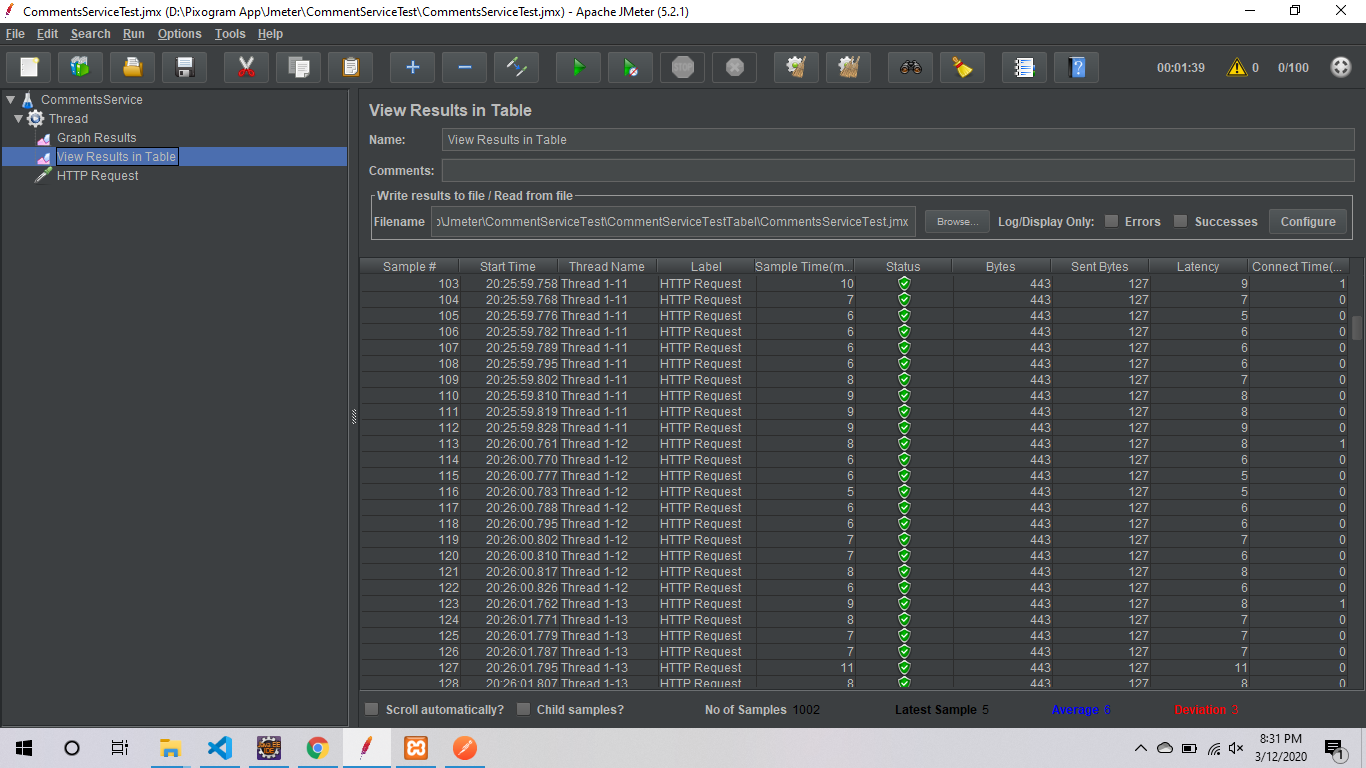 CommentsServiceTest.jmx (D:\Pixogram App\Jmeter\CommentServiceTest\CommentsServiceTest.jmx) - Apache JMeter (5.2.1)
File Edit Search Run Options Tools Help
STOP 00:01:39 0 0/100 ?
CommentsService
Thread
Graph Results
View Results in Table
HTTP Request
View Results in Table
Name: View Results in Table
Comments:
Write results to file / Read from file
Filename \Jmeter\CommentServiceTest\CommentServiceTestTabel\CommentsServiceTest.jmx Browse... Log/Display Only: Errors Successes Configure
Sample # Start Time Thread Name Label Sample Time(m... Status Bytes Sent Bytes Latency Connect Time(...
103 20:25:59.758 Thread 1-11 HTTP Request 10 443 127 9 1
104 20:25:59.768 Thread 1-11 HTTP Request 7 443 127 7 0
105 20:25:59.776 Thread 1-11 HTTP Request 6 443 127 5 0
106 20:25:59.782 Thread 1-11 HTTP Request 6 443 127 6 0
107 20:25:59.789 Thread 1-11 HTTP Request 6 443 127 6 0
108 20:25:59.795 Thread 1-11 HTTP Request 6 443 127 6 0
109 20:25:59.802 Thread 1-11 HTTP Request 8 443 127 7 0
110 20:25:59.810 Thread 1-11 HTTP Request 9 443 127 8 0
111 20:25:59.819 Thread 1-11 HTTP Request 9 443 127 8 0
112 20:25:59.828 Thread 1-11 HTTP Request 9 443 127 9 0
113 20:26:00.761 Thread 1-12 HTTP Request 8 443 127 8 1
114 20:26:00.770 Thread 1-12 HTTP Request 6 443 127 6 0
115 20:26:00.777 Thread 1-12 HTTP Request 6 443 127 5 0
116 20:26:00.783 Thread 1-12 HTTP Request 5 443 127 5 0
117 20:26:00.788 Thread 1-12 HTTP Request 6 443 127 6 0
118 20:26:00.795 Thread 1-12 HTTP Request 6 443 127 6 0
119 20:26:00.802 Thread 1-12 HTTP Request 7 443 127 7 0
120 20:26:00.810 Thread 1-12 HTTP Request 7 443 127 6 0
121 20:26:00.817 Thread 1-12 HTTP Request 8 443 127 8 0
122 20:26:00.826 Thread 1-12 HTTP Request 6 443 127 6 0
123 20:26:01.762 Thread 1-13 HTTP Request 9 443 127 8 1
124 20:26:01.771 Thread 1-13 HTTP Request 8 443 127 7 0
125 20:26:01.779 Thread 1-13 HTTP Request 7 443 127 7 0
126 20:26:01.787 Thread 1-13 HTTP Request 7 443 127 7 0
127 20:26:01.795 Thread 1-13 HTTP Request 11 443 127 11 0
128 20:26:01.807 Thread 1-13 HTTP Request 8 443 127 8 0
Scroll automatically? Child samples? No of Samples 1002 Latest Sample 5 Average 6 Deviation 3
8:31 PM
3/12/2020
1